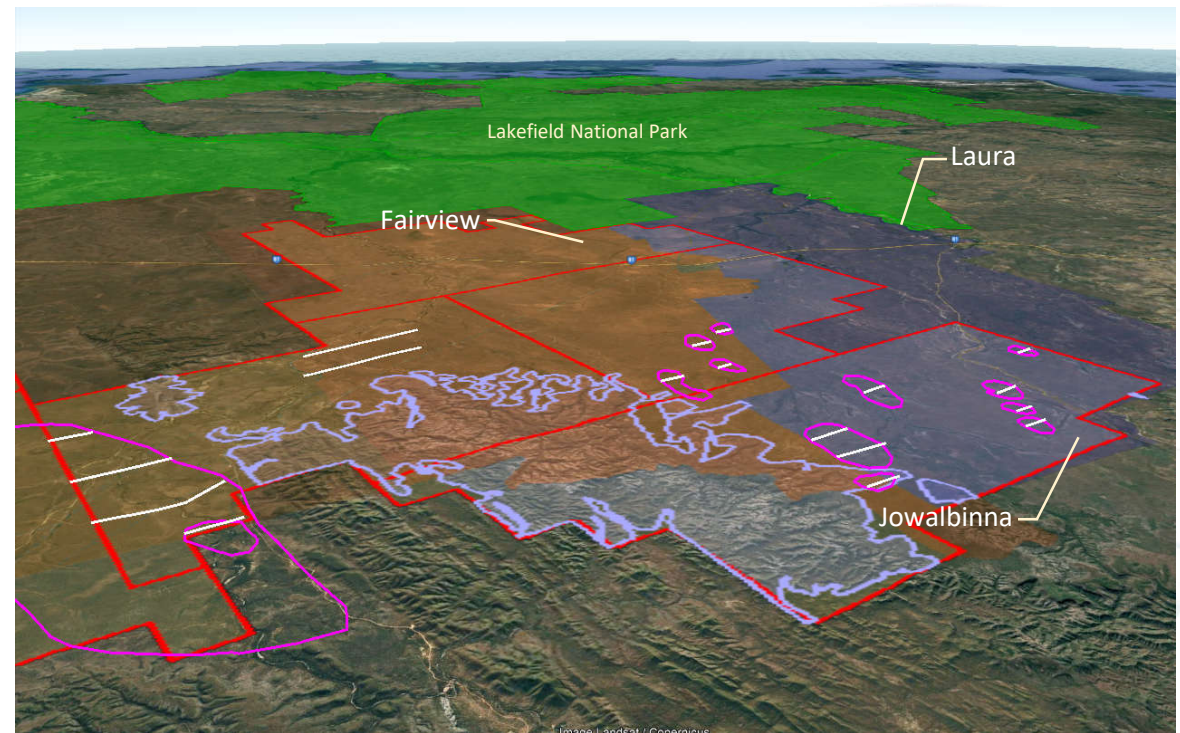 Lakefield National Park
Laura
Fairview
Jowalbinna
Image Landsat / Copernicus